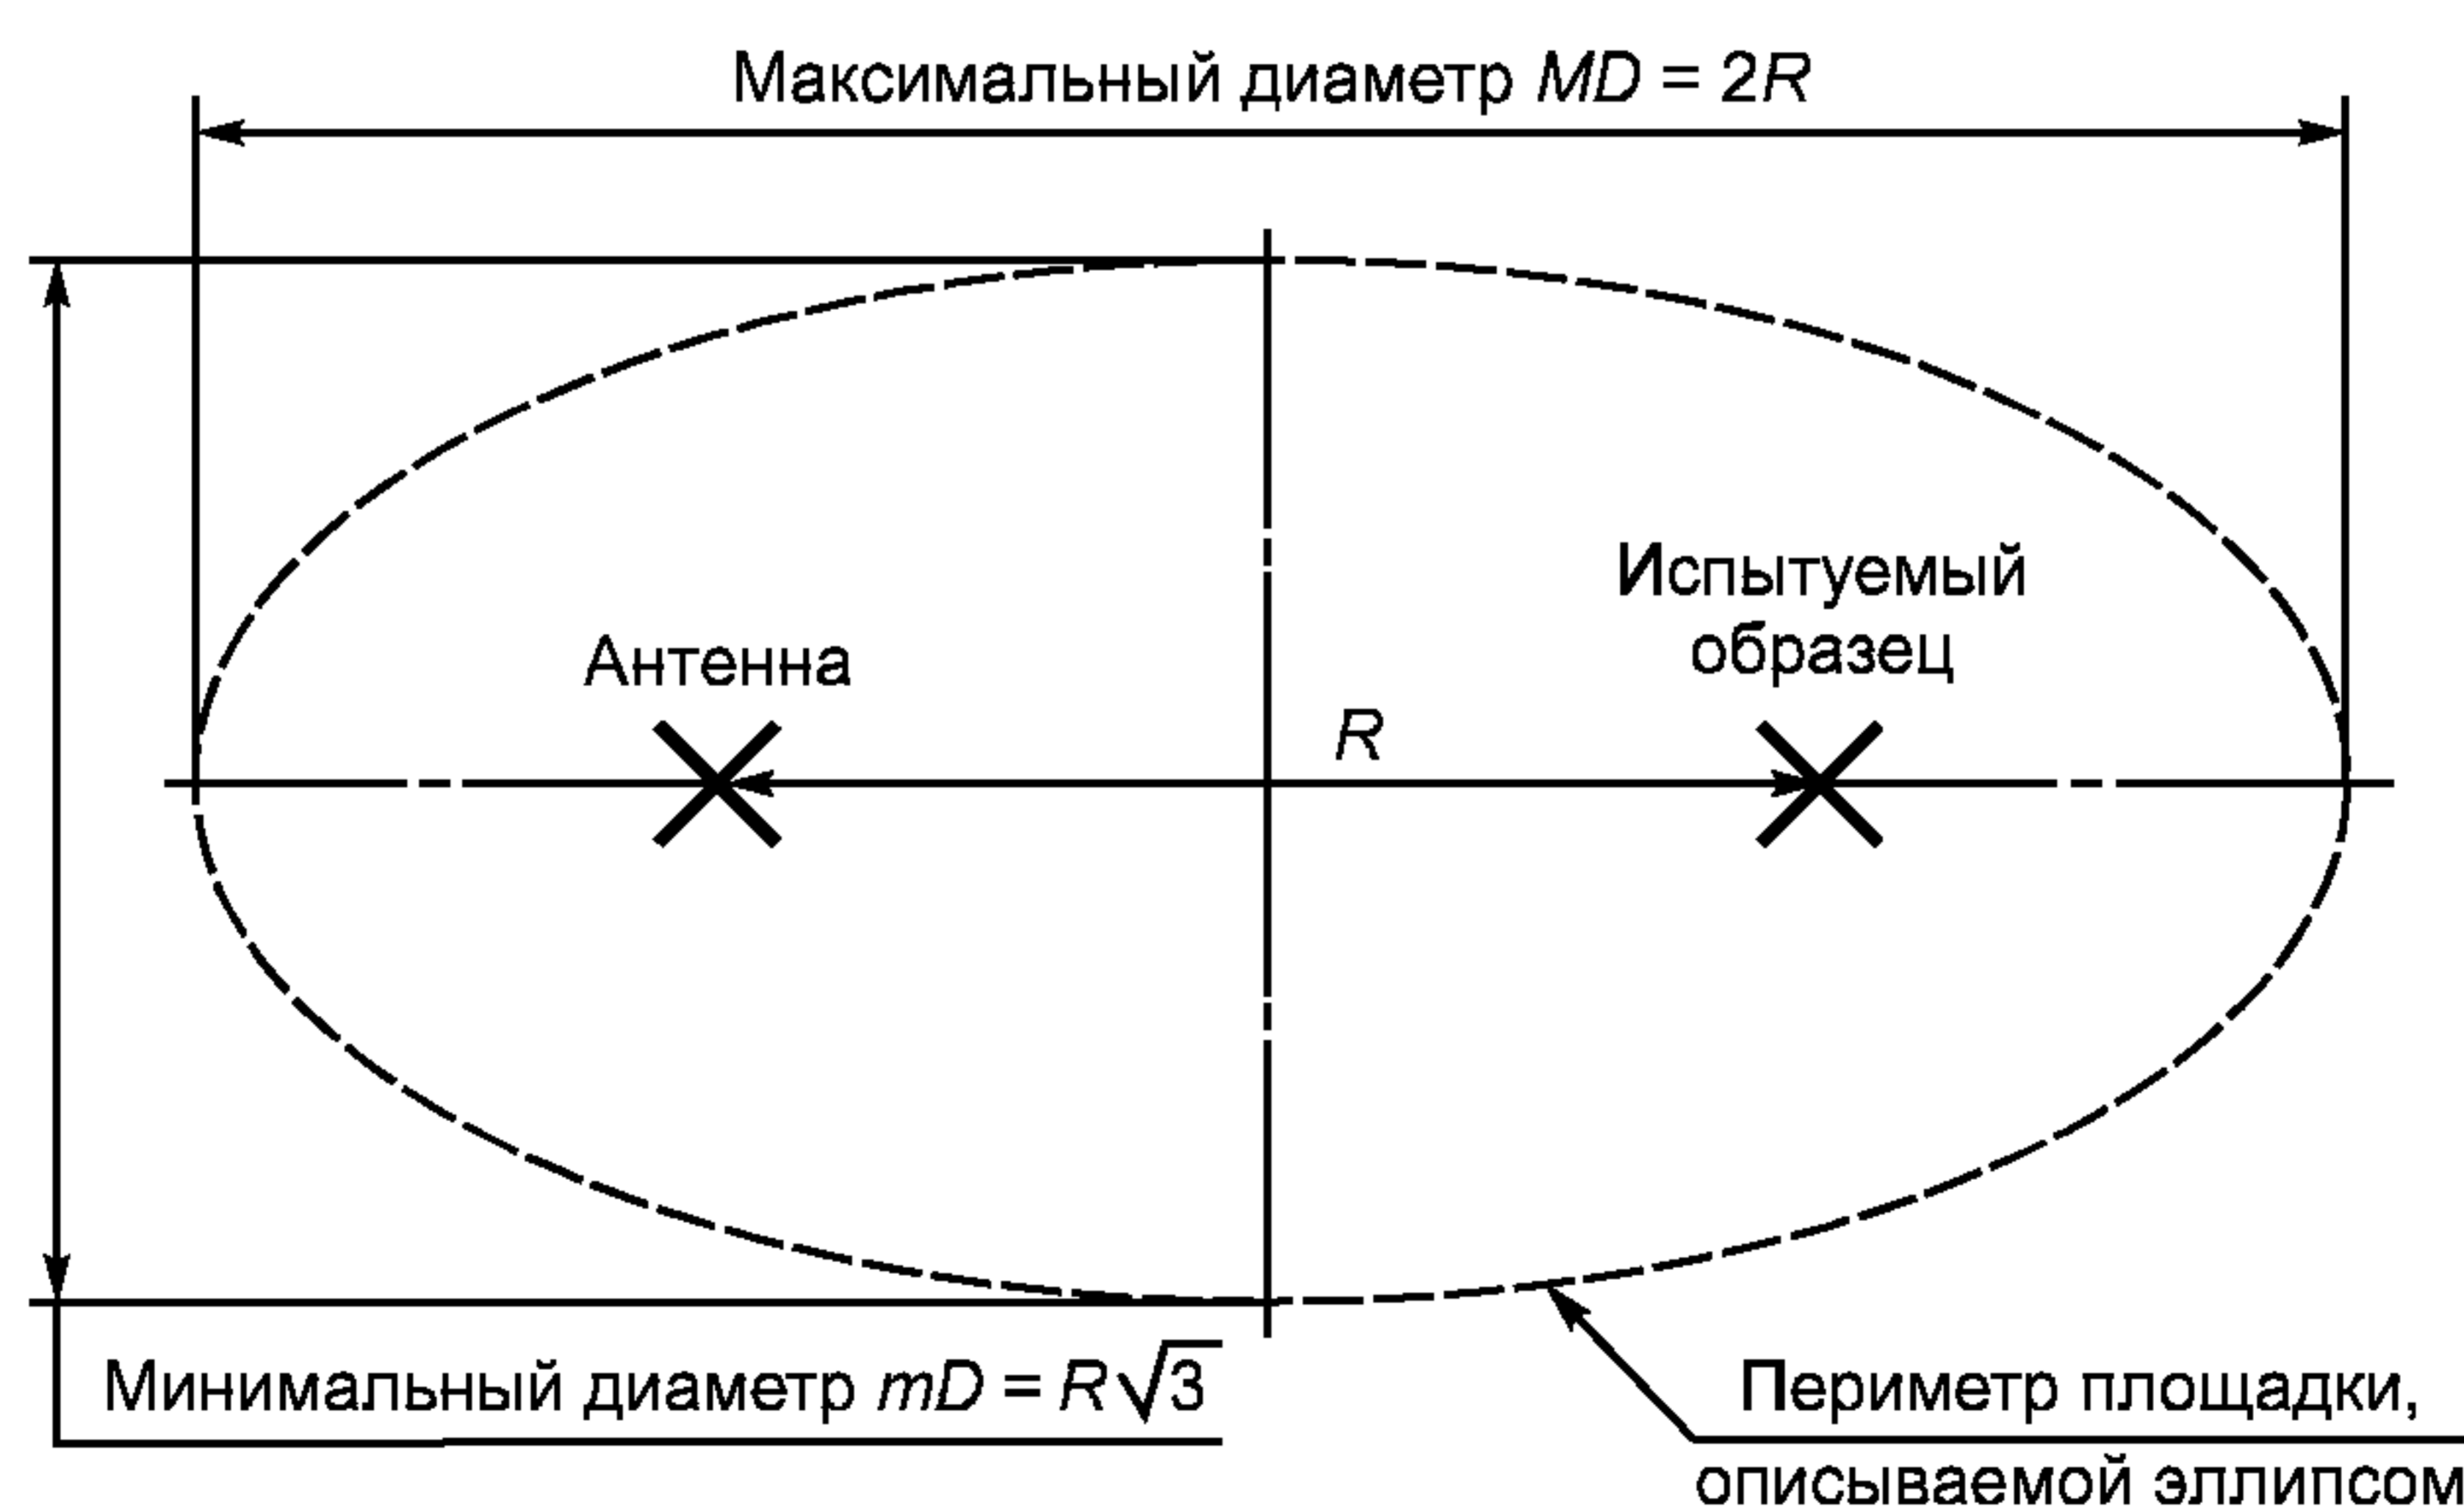 Максимальный диаметр MD = 2R
Испытуемый
образец
Антенна
R
Минимальный диаметр mD = R√3
Периметр площадки,
описываемой эллипсом